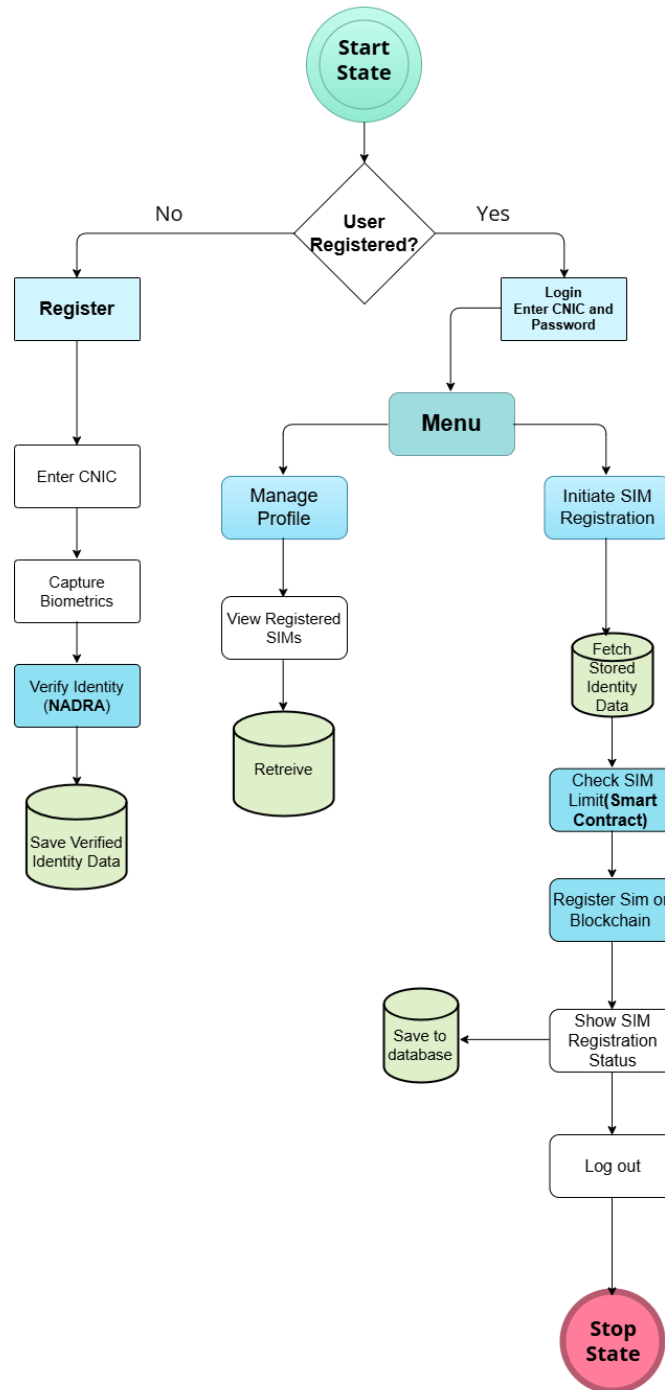 Start
State
No
Yes
User
Registered?
Register
Login
Enter CNIC and
Password
Menu
Enter CNIC
Manage
Profile
Initiate SIM
Registration
Capture
Biometrics
View Registered
SIMs
Fetch
Stored
Identity
Data
Verify Identity
(NADRA)
Retreive
Check SIM
Limit(Smart
Contract)
Save Verified
Identity Data
Register Sim on
Blockchain
Save to
database
Show SIM
Registration
Status
Log out
Stop
State